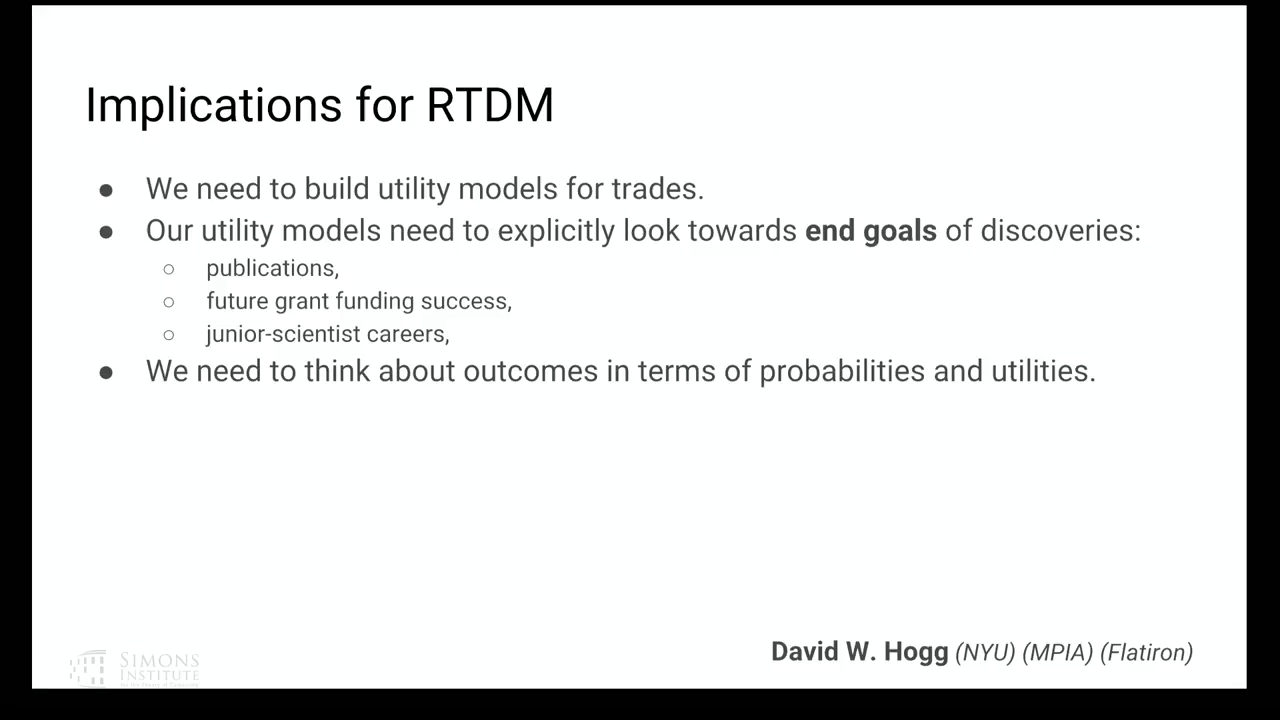 Implications for RTDM
● We need to build utility models for trades.
● Our utility models need to explicitly look towards end goals of discoveries:
○ publications,
○ future grant funding success,
○ junior-scientist careers,
● We need to think about outcomes in terms of probabilities and utilities.
David W. Hogg (NYU) (MPIA) (Flatiron)
SIMONS
INSTITUTE